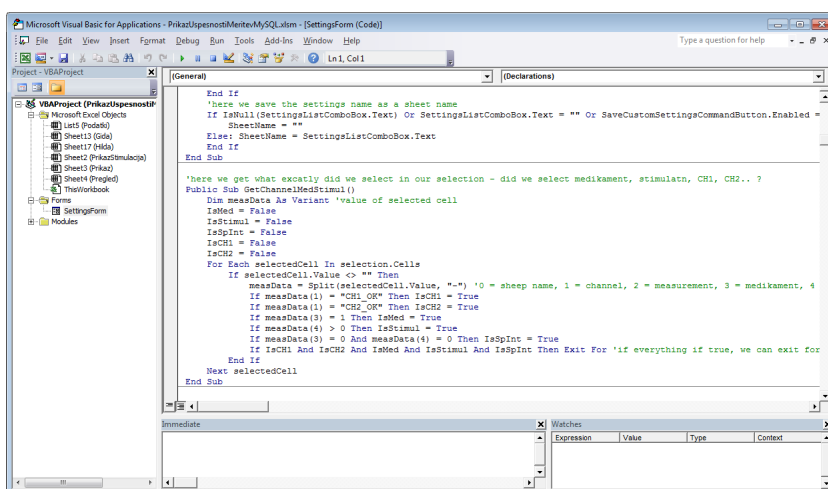 Microsoft Visual Basic for Applications - PrikazUspesnostiMeritevMySQL.xlsm - [SettingsForm (Code)]
File Edit View Insert Format Debug Run Tools Add-Ins Window Help
Type a question for help
Ln 1, Col 1
Project - VBAProject
VBAProject (PrikazUspesnostiM
Microsoft Excel Objects
List5 (Podatki)
Sheet13 (Gida)
Sheet17 (Hilda)
Sheet2 (PrikazStimulacija)
Sheet3 (Prikaz)
Sheet4 (Pregled)
ThisWorkbook
Forms
SettingsForm
Modules
(General)
(Declarations)
End If
'here we save the settings name as a sheet name
If IsNull(SettingsListComboBox.Text) Or SettingsListComboBox.Text = "" Or SaveCustomSettingsCommandButton.Enabled =
SheetName = ""
Else: SheetName = SettingsListComboBox.Text
End If
End Sub
'here we get what excatly did we select in our selection - did we select medikament, stimulatn, CH1, CH2.. ?
Public Sub GetChannelMedStimul()
Dim measData As Variant 'value of selected cell
IsMed = False
IsStimul = False
IsSpInt = False
IsCH1 = False
IsCH2 = False
For Each selectedCell In selection.Cells
If selectedCell.Value <> "" Then
measData = Split(selectedCell.Value, "-") '0 = sheep name, 1 = channel, 2 = measurement, 3 = medikament, 4
If measData(1) = "CH1_OK" Then IsCH1 = True
If measData(1) = "CH2_OK" Then IsCH2 = True
If measData(3) = 1 Then IsMed = True
If measData(4) > 0 Then IsStimul = True
If measData(3) = 0 And measData(4) = 0 Then IsSpInt = True
If IsCH1 And IsCH2 And IsMed And IsStimul And IsSpInt Then Exit For 'if everything if true, we can exit for
End If
Next selectedCell
End Sub
Immediate
Watches
Expression Value Type Context